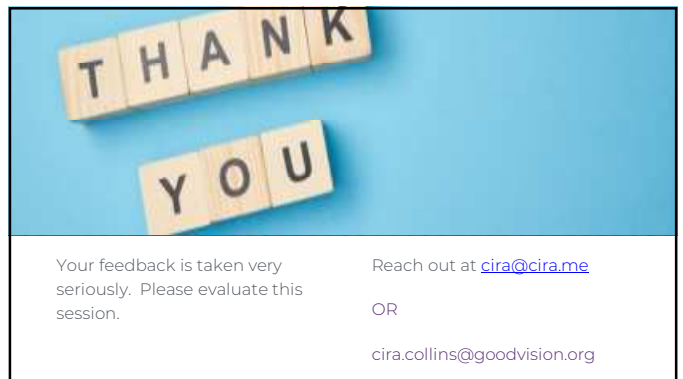 THANK
YOU
Your feedback is taken very
seriously.  Please evaluate this
session.
Reach out at cira@cira.me
OR
cira.collins@goodvision.org